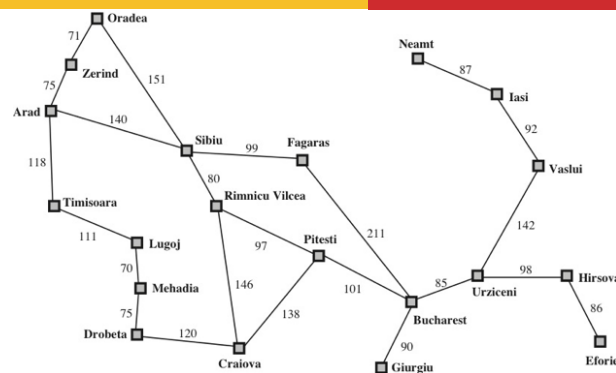 Oradea
71
Neamt
87
Zerind
151
75
Iasi
Arad
140
92
Sibiu
Fagaras
99
118
Vaslui
80
Rimnicu Vilcea
Timisoara
142
111
211
Lugoj
97
Pitesti
70
98
Hirsova
Mehadia
146
101
85
Urziceni
86
75
138
Bucharest
Drobeta
120
90
Craiova
Eforie
Giurgiu